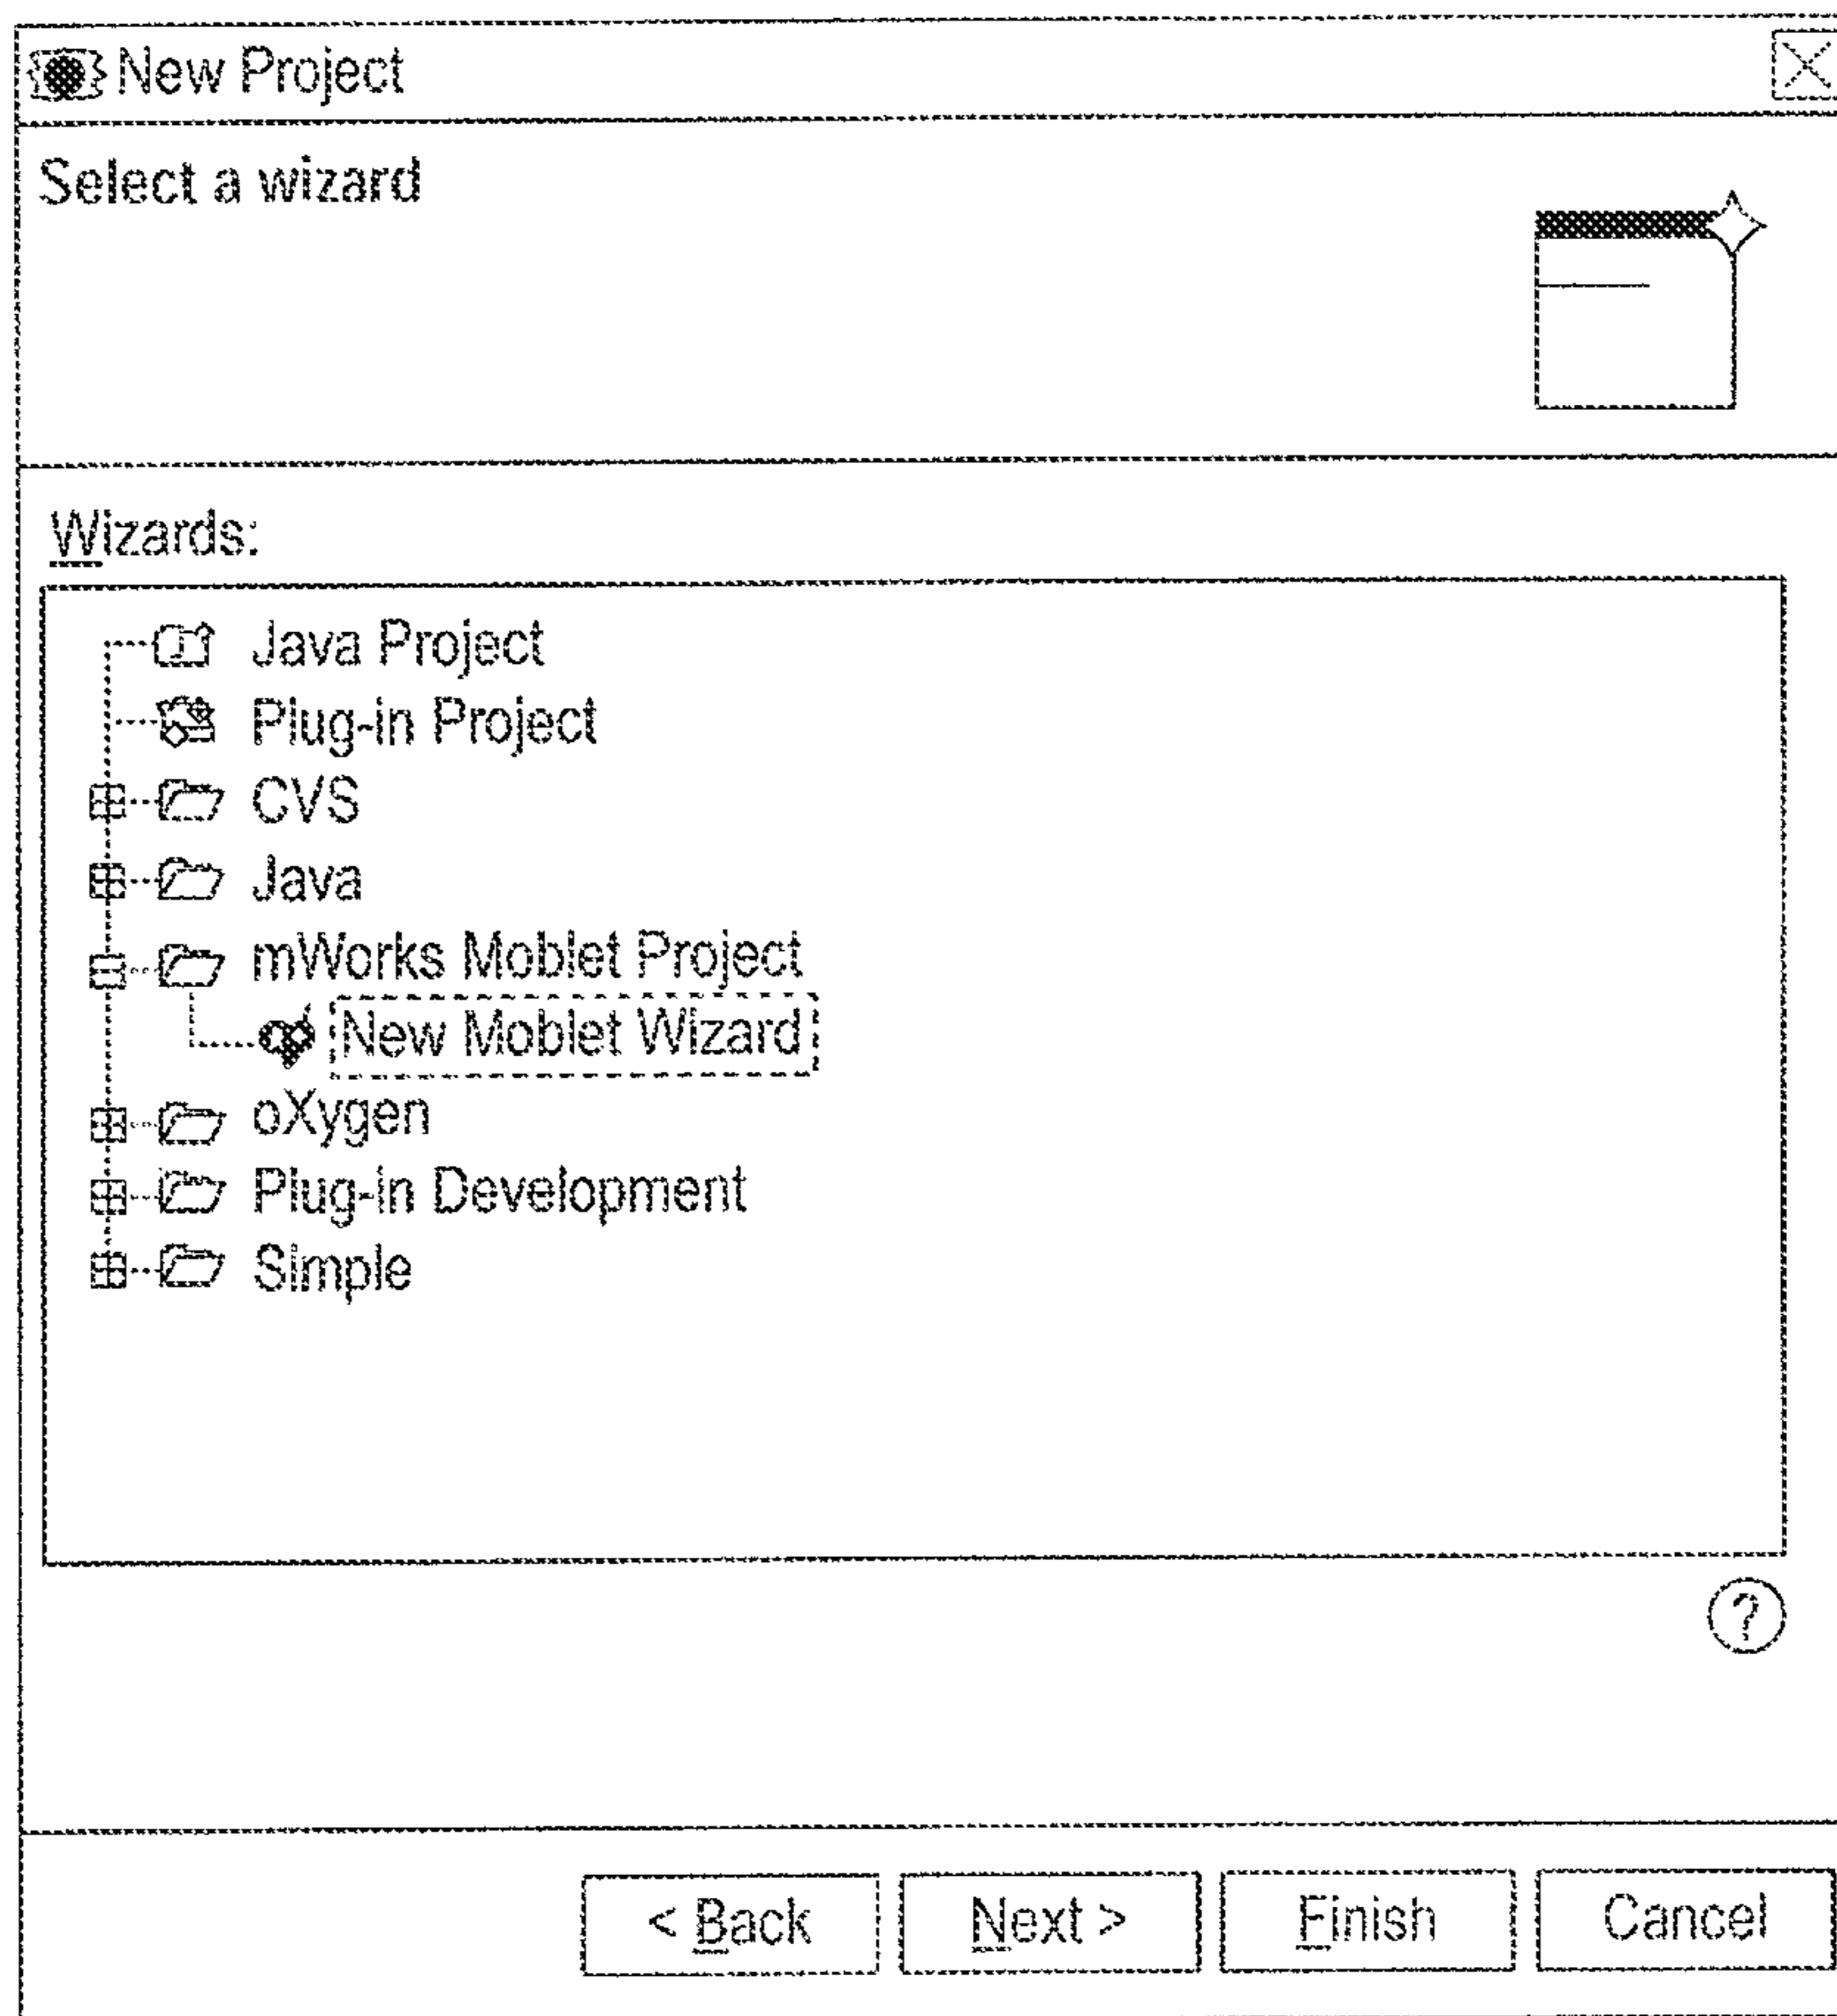 New Project
Select a wizard
Wizards:
Java Project
Plug-in Project
CVS
Java
mWorks Moblet Project
New Moblet Wizard
oXygen
Plug-in Development
Simple
?
< Back Next > Finish Cancel